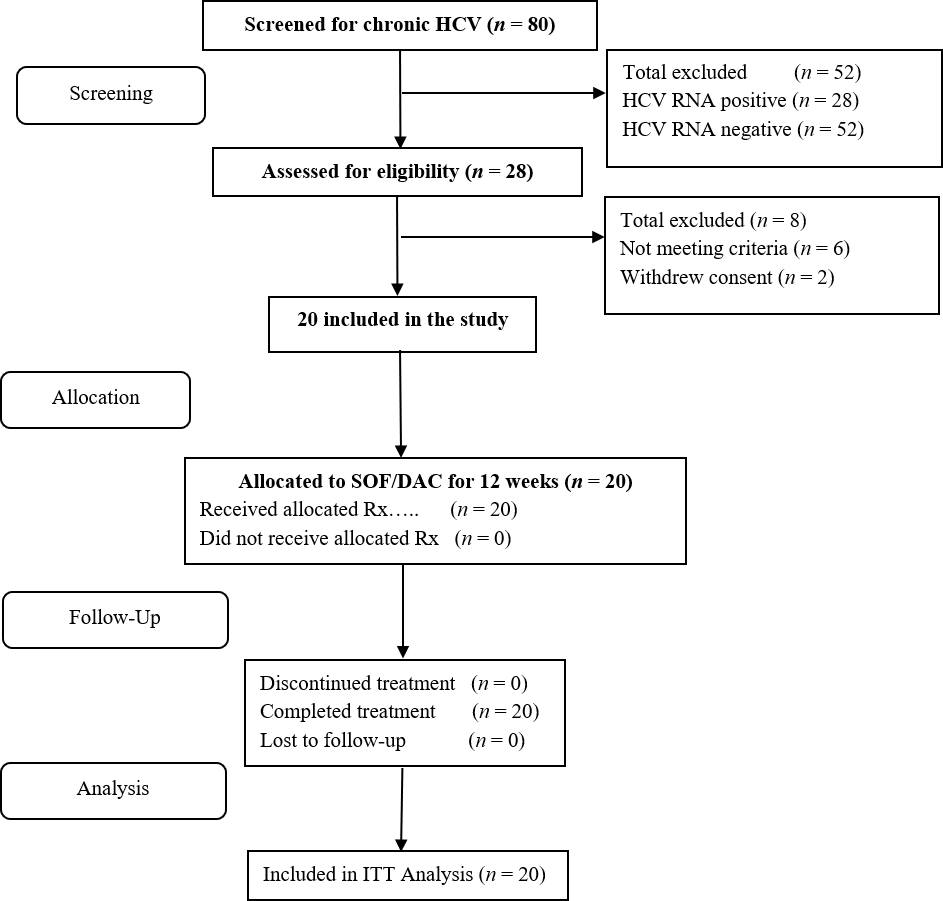 Screened for chronic HCV (n = 80)
Screening
Total excluded (n = 52)
HCV RNA positive (n = 28)
HCV RNA negative (n = 52)
Assessed for eligibility (n = 28)
Total excluded (n = 8)
Not meeting criteria (n = 6)
Withdrew consent (n = 2)
20 included in the study
Allocation
Allocated to SOF/DAC for 12 weeks (n = 20)
Received allocated Rx….. (n = 20)
Did not receive allocated Rx (n = 0)
Follow-Up
Discontinued treatment (n = 0)
Completed treatment (n = 20)
Lost to follow-up (n = 0)
Analysis
Included in ITT Analysis (n = 20)